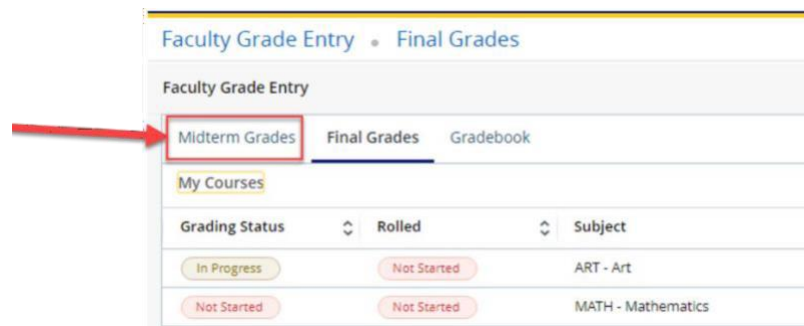 Faculty Grade Entry • Final Grades
Faculty Grade Entry
Midterm Grades Final Grades Gradebook
My Courses
Grading Status Rolled Subject
In Progress Not Started ART - Art
Not Started Not Started MATH - Mathematics